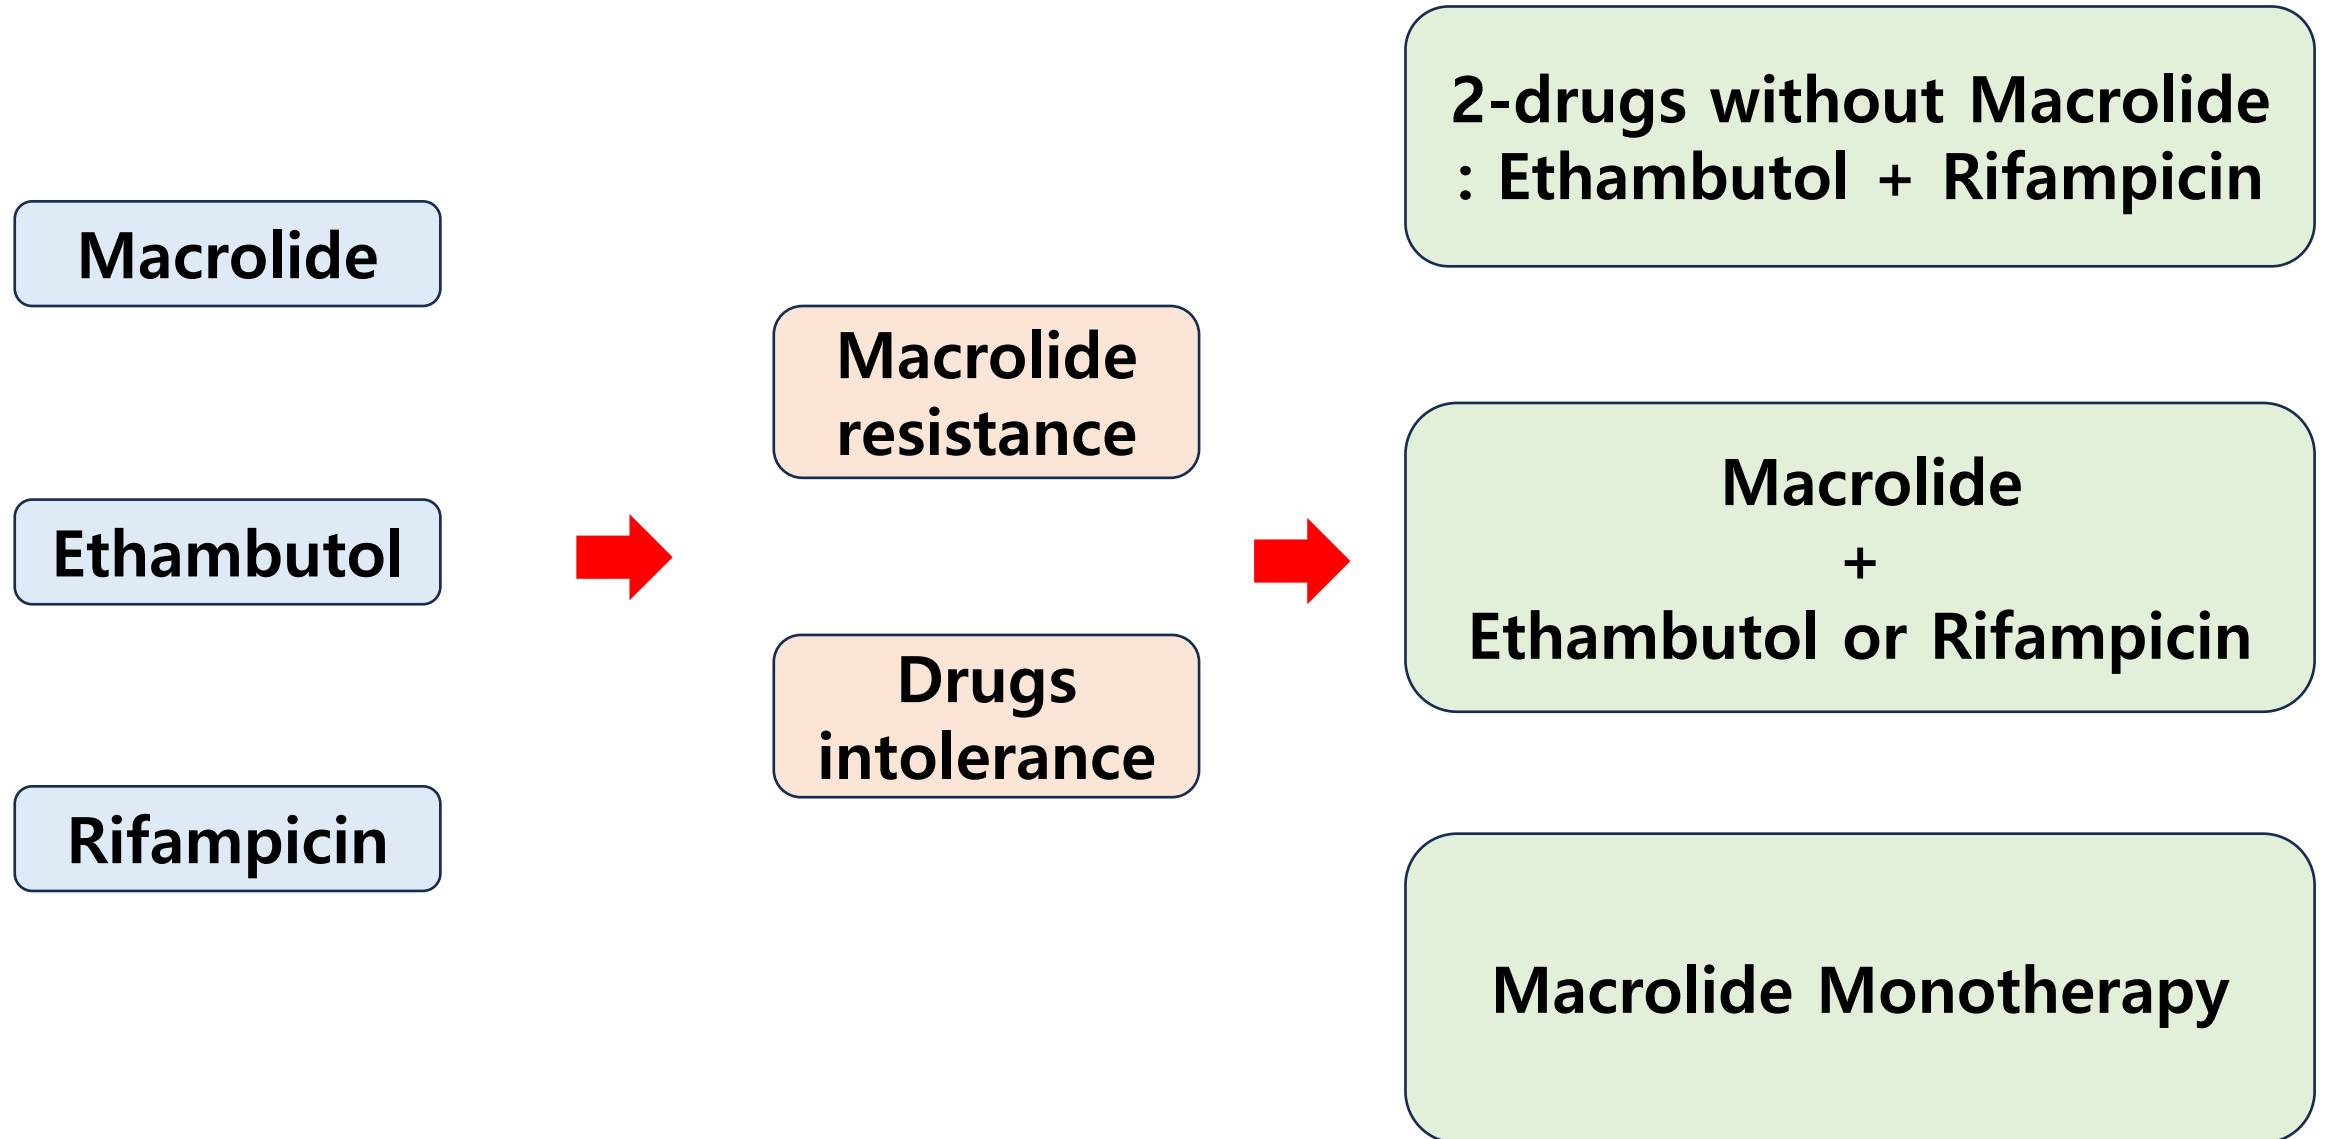 Macrolide
Ethambutol
Rifampicin
Macrolide
resistance
Drugs
intolerance
2-drugs without Macrolide
: Ethambutol + Rifampicin
Macrolide
+
Ethambutol or Rifampicin
Macrolide Monotherapy